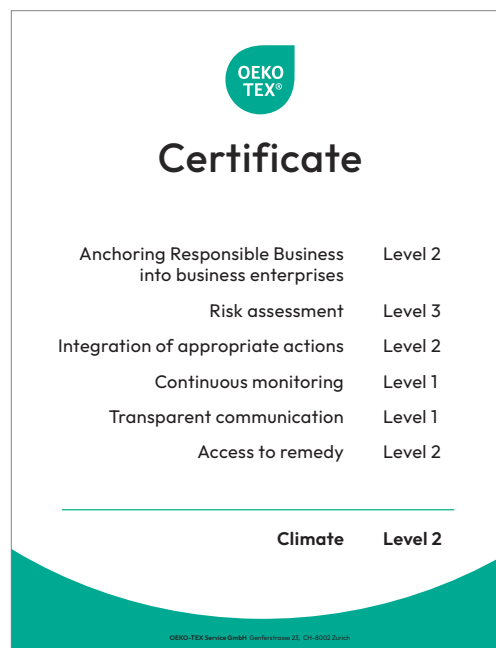 OEKO
TEX®
Certificate
Anchoring Responsible Business Level 2
into business enterprises
Risk assessment Level 3
Integration of appropriate actions Level 2
Continuous monitoring Level 1
Transparent communication Level 1
Access to remedy Level 2
Climate Level 2
OEKO-TEX Service GmbH Genferstrasse 23, CH-8002 Zurich